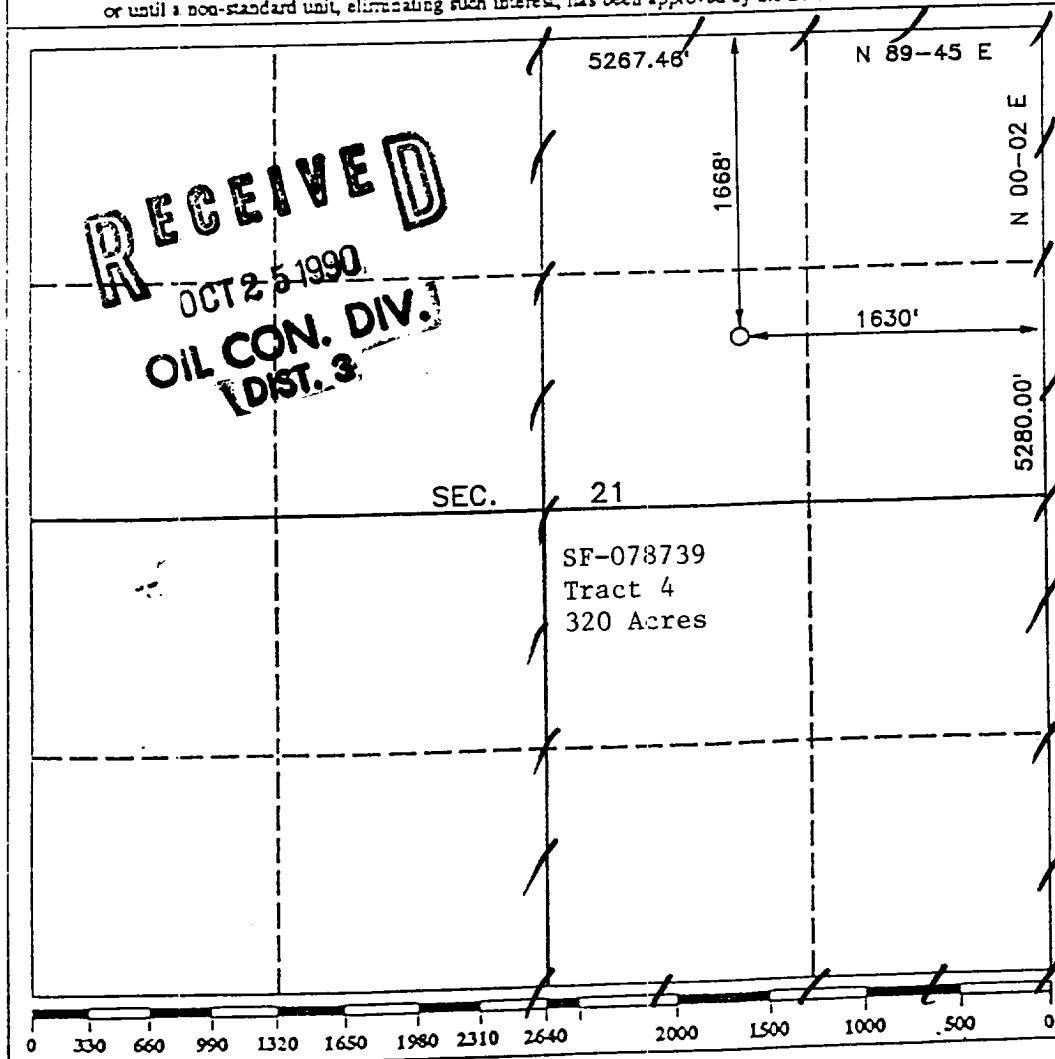 or until a non-standard unit, eliminating such interest, has been approved by the
5267.46'
N 89-45 E
N 00-02 E
1668'
RECEIVED
OCT 25 1990
OIL CON. DIV.
DIST. 3
1630'
5280.00'
SEC. 21
SF-078739
Tract 4
320 Acres
0 330 660 990 1320 1650 1980 2310 2640 2000 1500 1000 500 0